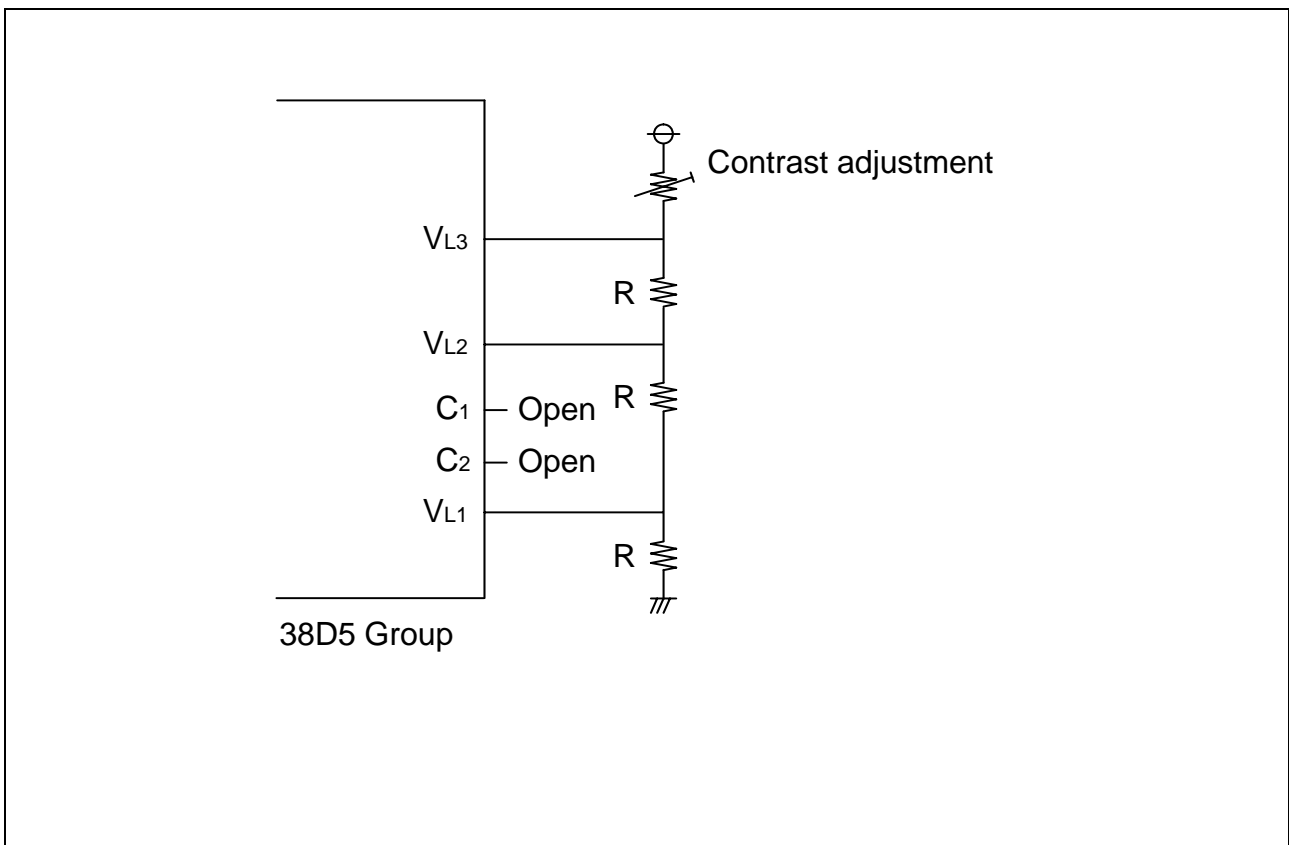 Contrast adjustment
VL3
R
VL2
C1 Open R
C2 Open
VL1
R
38D5 Group